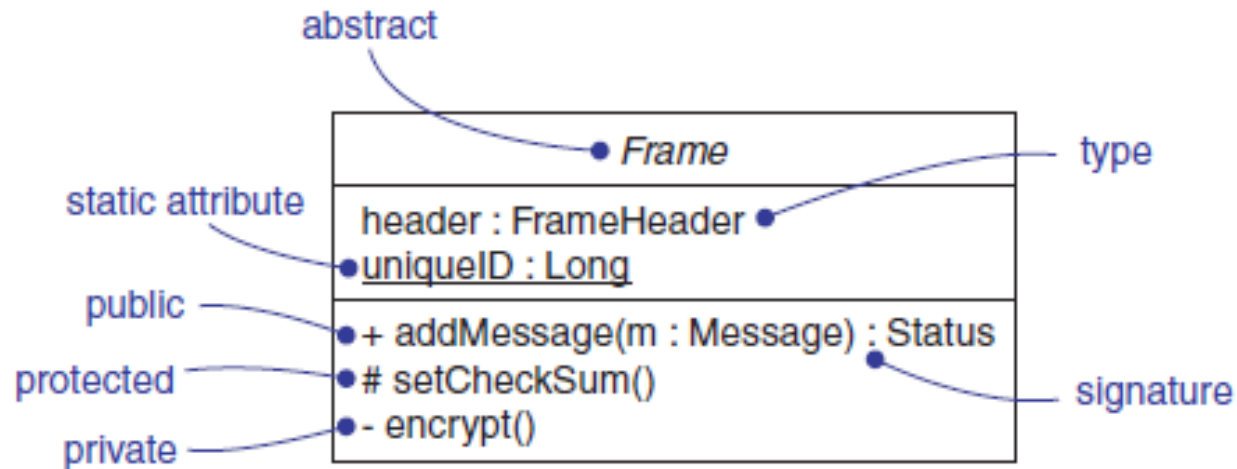 abstract
Frame
type
static attribute
header : FrameHeader
uniqueID : Long
public
+ addMessage(m : Message) : Status
protected
# setCheckSum()
signature
private
- encrypt()